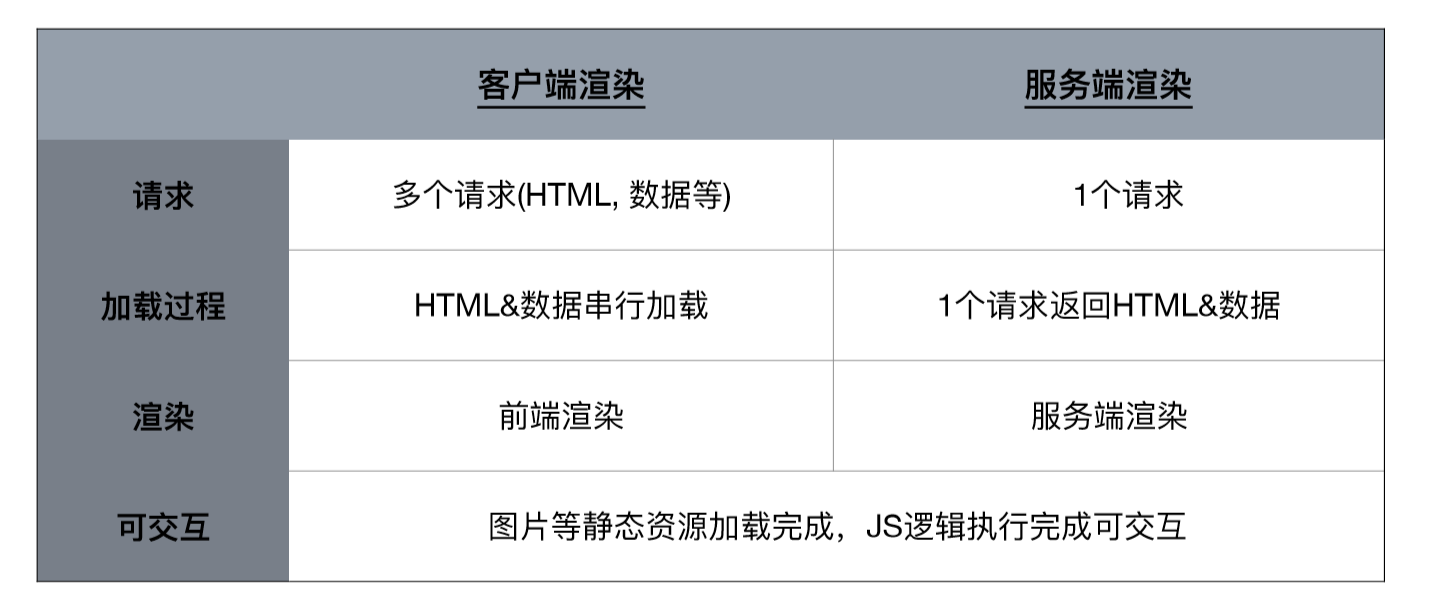 客户端渲染 服务端渲染
请求 多个请求(HTML, 数据等) 1个请求
加载过程 HTML&数据串行加载 1个请求返回HTML&数据
渲染 前端渲染 服务端渲染
可交互 图片等静态资源加载完成，JS逻辑执行完成可交互